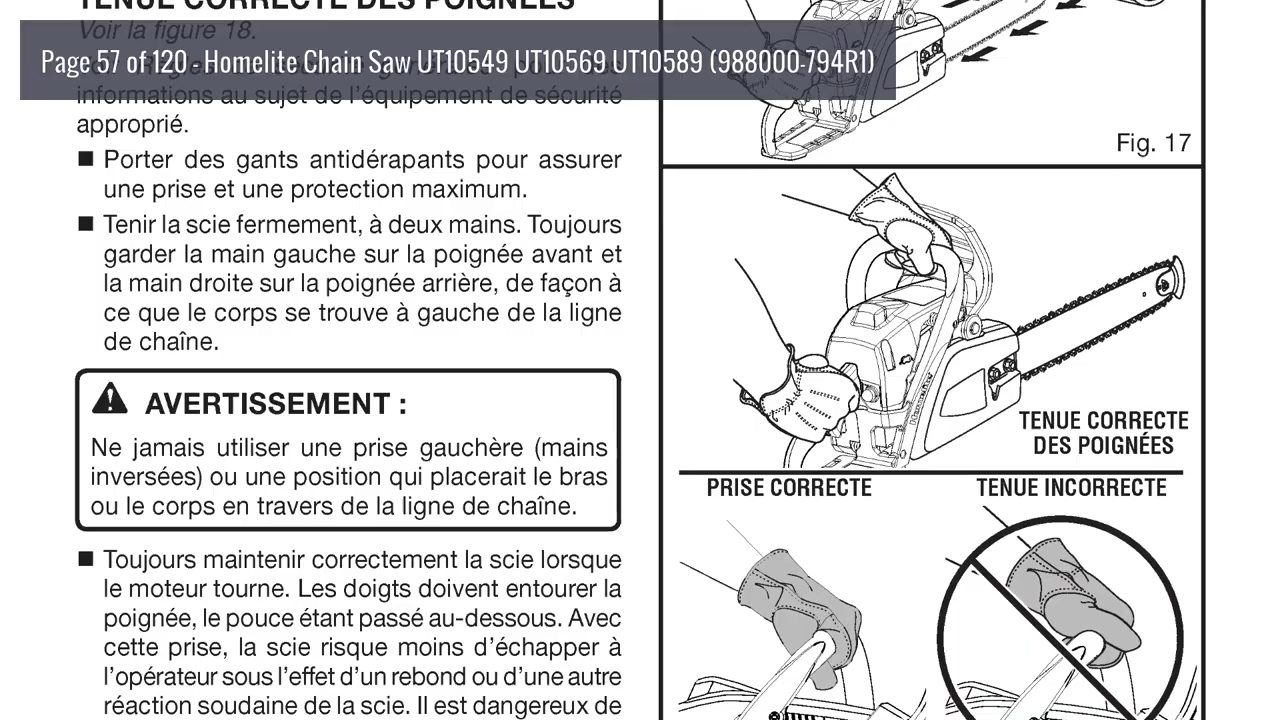 TENUE CORRECTE DES POIGNÉES
Voir la figure 18.
Page 57 of 120 - Homelite Chain Saw UT10549 UT10569 UT10589 (988000-794R1)
informations au sujet de l'équipement de sécurité
approprié.
■ Porter des gants antidérapants pour assurer
une prise et une protection maximum.
■ Tenir la scie fermement, à deux mains. Toujours
garder la main gauche sur la poignée avant et
la main droite sur la poignée arrière, de façon à
ce que le corps se trouve à gauche de la ligne
de chaîne.
AVERTISSEMENT :
Ne jamais utiliser une prise gauchère (mains
inversées) ou une position qui placerait le bras
ou le corps en travers de la ligne de chaîne.
■ Toujours maintenir correctement la scie lorsque
le moteur tourne. Les doigts doivent entourer la
poignée, le pouce étant passé au-dessous. Avec
cette prise, la scie risque moins d'échapper à
l'opérateur sous l'effet d'un rebond ou d'une autre
réaction soudaine de la scie. Il est dangereux de
Fig. 17
TENUE CORRECTE
DES POIGNÉES
PRISE CORRECTE
TENUE INCORRECTE